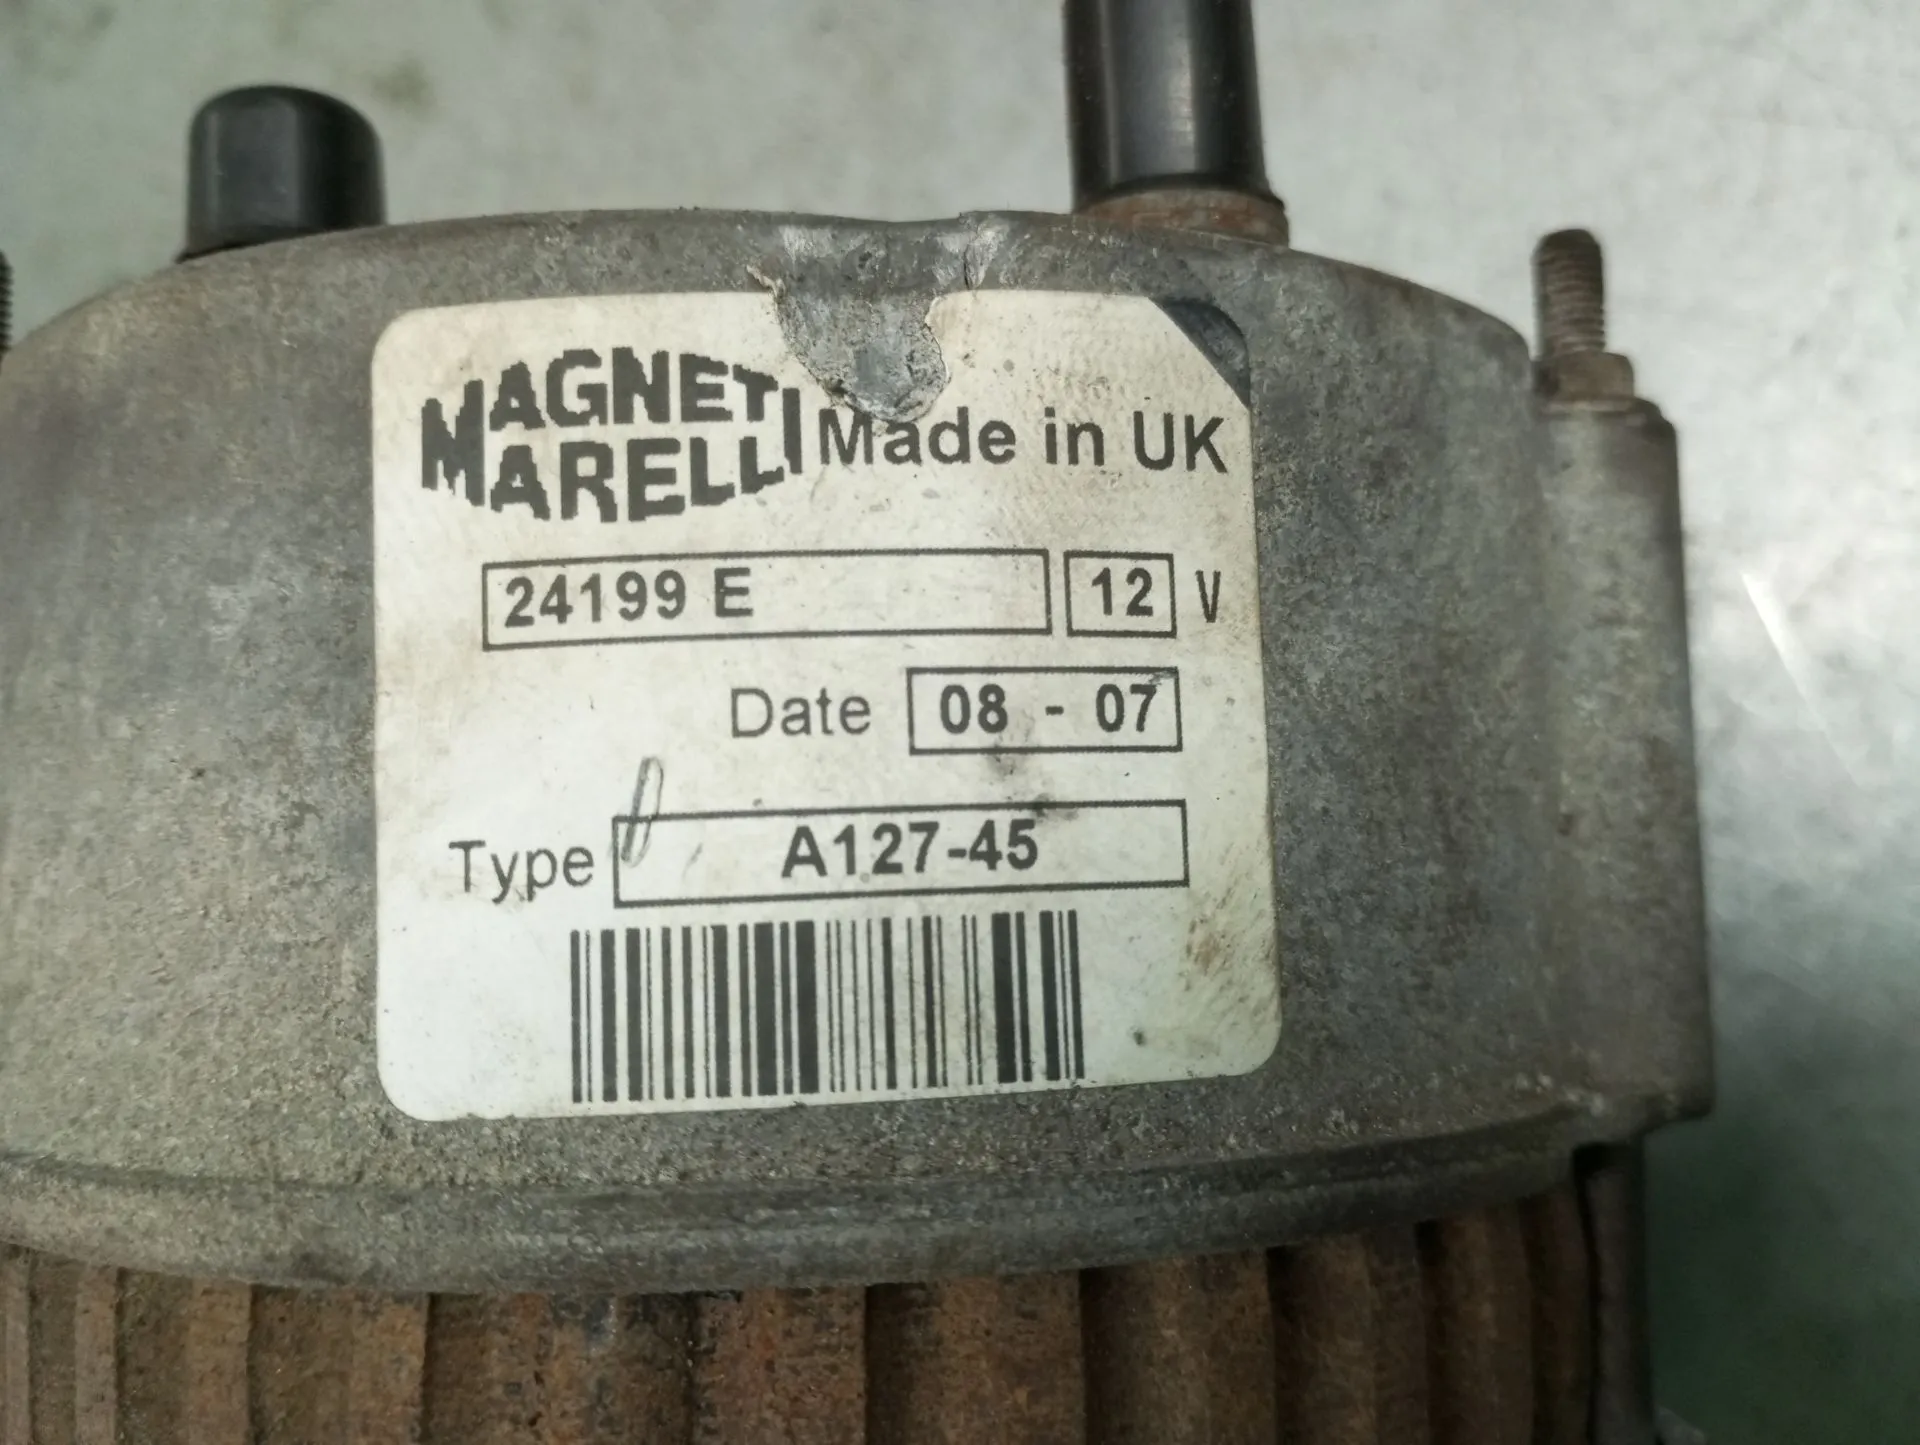 MAGNETI
MARELLI
Made in UK
24199 E 12 V
Date 08 - 07
Type A127-45